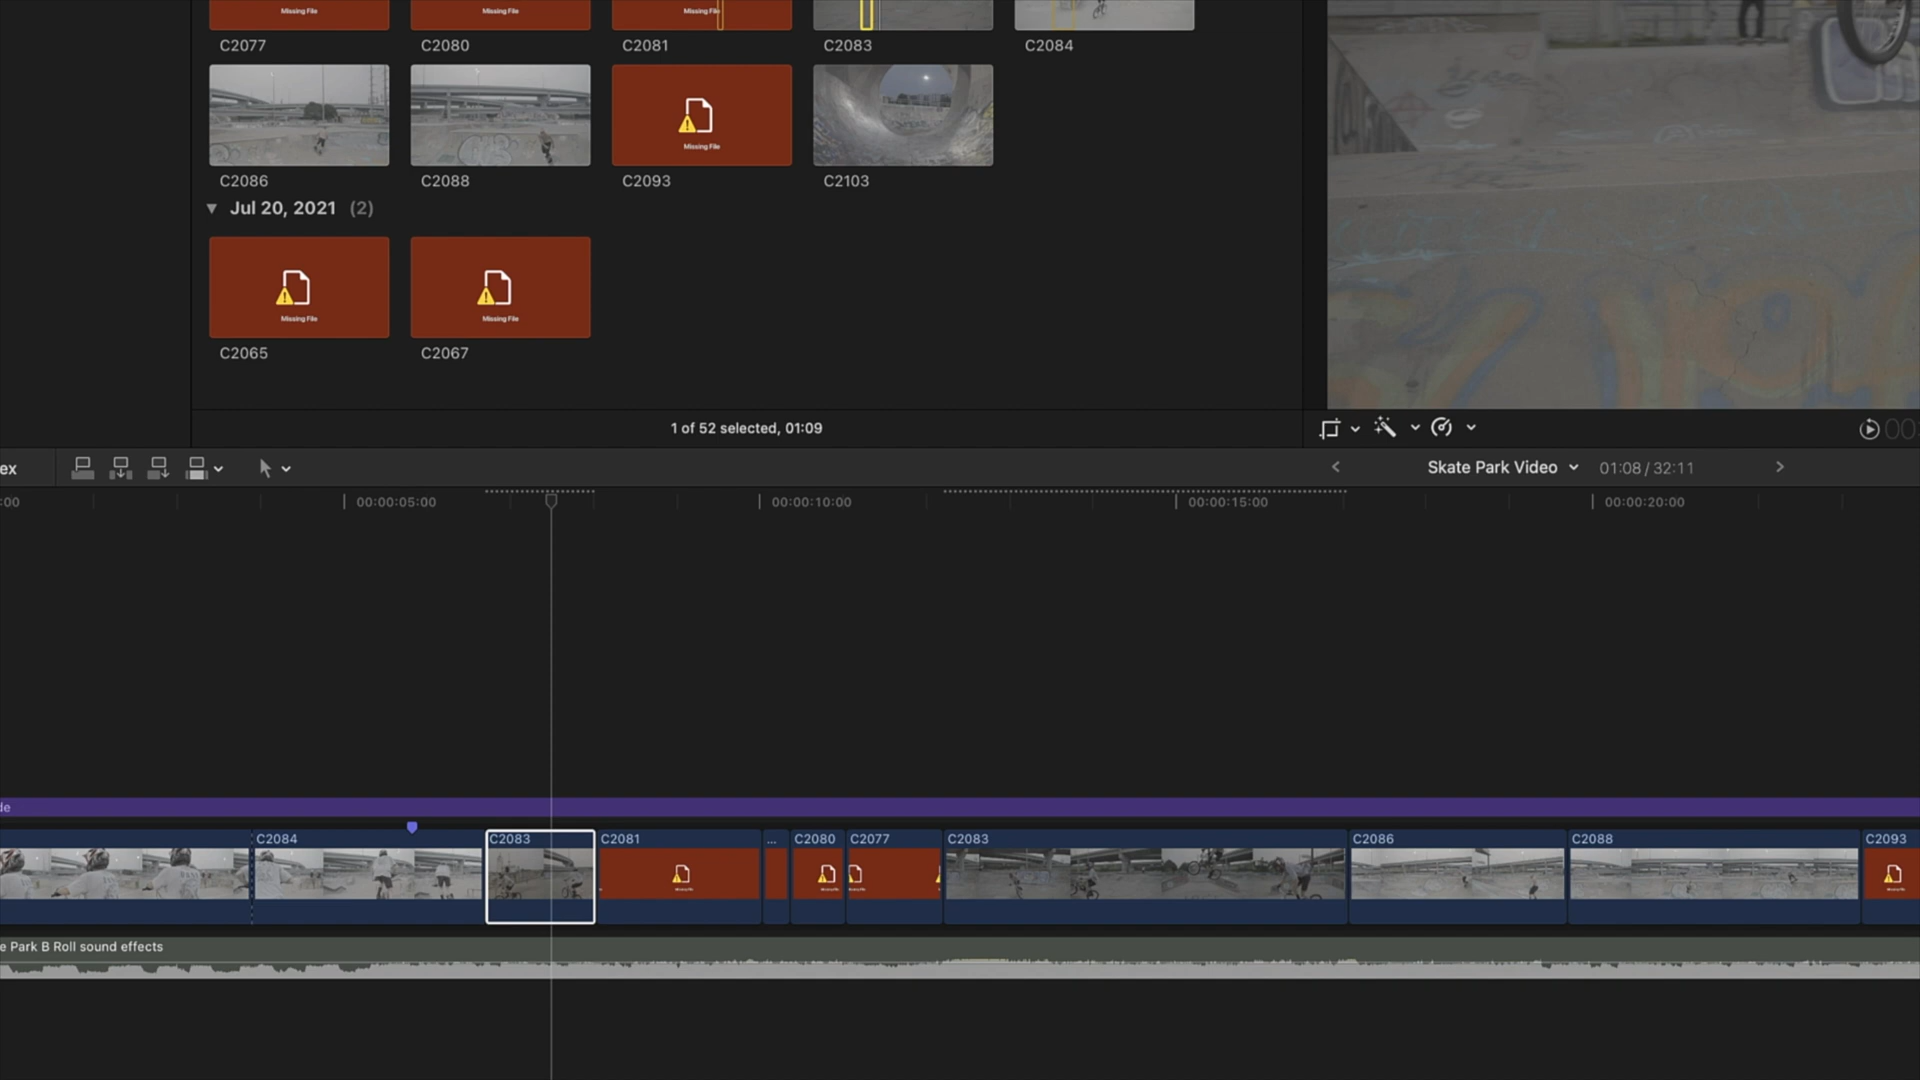 Missing File
Missing File
Missing File
C2077
C2080
C2081
C2083
C2084
Missing File
C2086
C2088
C2093
C2103
Jul 20, 2021 (2)
Missing File
Missing File
C2065
C2067
1 of 52 selected, 01:09
00
ex
Skate Park Video
01:08 / 32:11
:00
00:00:05:00
00:00:10:00
00:00:15:00
00:00:20:00
de
C2084
C2083
C2081
...
C2080
C2077
C2083
C2086
C2088
C2093
e Park B Roll sound effects